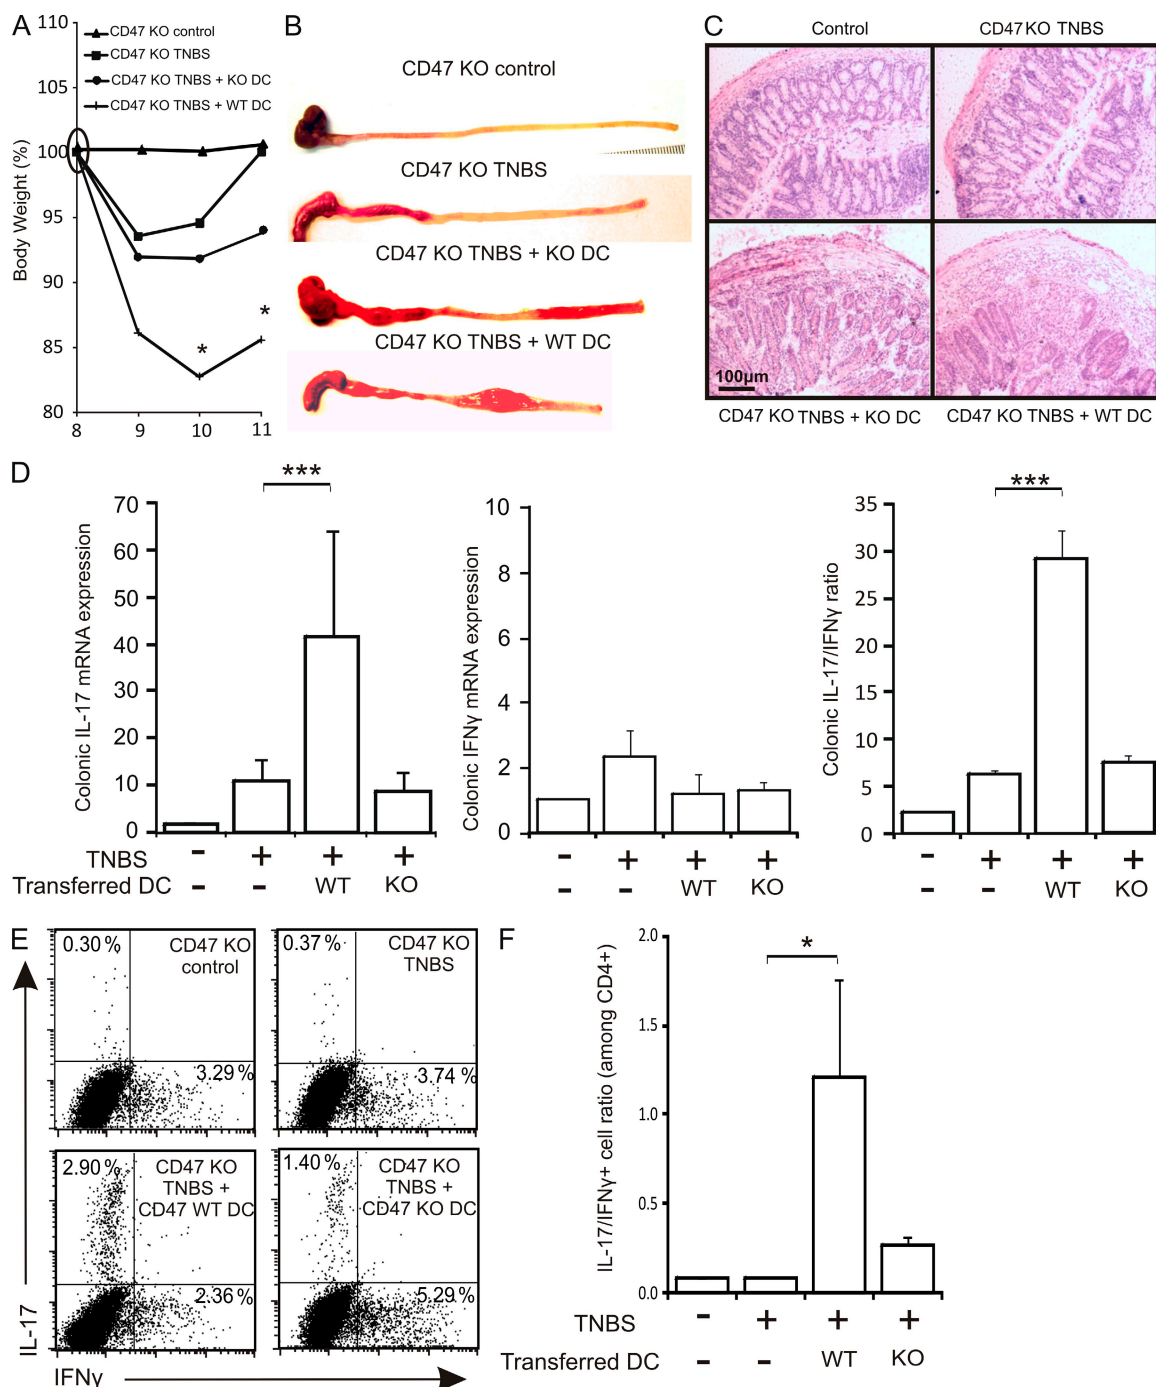 A
110
105
100
95
90
85
80
8
9
10
11
Body Weight (%)
CD47 KO control
CD47 KO TNBS
CD47 KO TNBS + KO DC
CD47 KO TNBS + WT DC
*
*
B
CD47 KO control
CD47 KO TNBS
CD47 KO TNBS + KO DC
CD47 KO TNBS + WT DC
C
Control
CD47 KO TNBS
100μm
CD47 KO TNBS + KO DC
CD47 KO TNBS + WT DC
D
Colonic IL-17 mRNA expression
70
60
50
40
30
20
10
0
***
TNBS - + + +
Transferred DC - - WT KO
Colonic IFNγ mRNA expression
10
8
6
4
2
0
- + + +
- - WT KO
Colonic IL-17/IFNγ ratio
35
30
25
20
15
10
5
0
***
- + + +
- - WT KO
E
0.30 %
CD47 KO
control
3.29 %
0.37 %
CD47 KO
TNBS
3.74 %
2.90 %
CD47 KO
TNBS +
CD47 WT DC
2.36 %
1.40 %
CD47 KO
TNBS +
CD47 KO DC
5.29 %
IL-17
IFNγ
F
IL-17/IFNγ+ cell ratio (among CD4+)
2.0
1.5
1.0
0.5
0.0
*
TNBS - + + +
Transferred DC - - WT KO